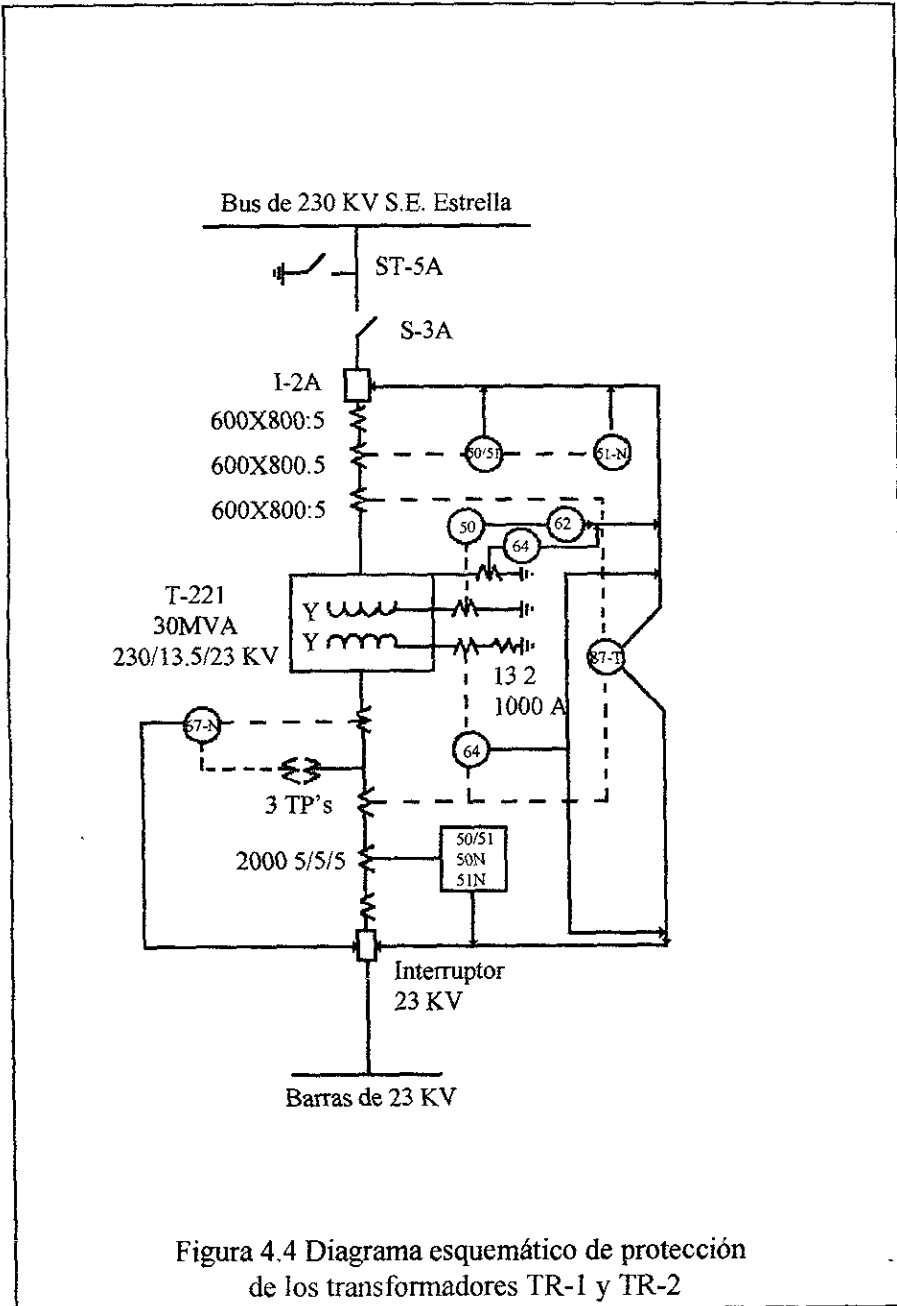 Bus de 230 KV S.E. Estrella
ST-5A
S-3A
I-2A
600X800:5
600X800.5
600X800:5
50/51
51-N
50
62
64
T-221
30MVA
230/13.5/23 KV
Y
Y
13 2
1000 A
87-T
67-N
64
3 TP's
2000 5/5/5
50/51
50N
51N
Interruptor
23 KV
Barras de 23 KV
Figura 4.4 Diagrama esquemático de protección
de los transformadores TR-1 y TR-2